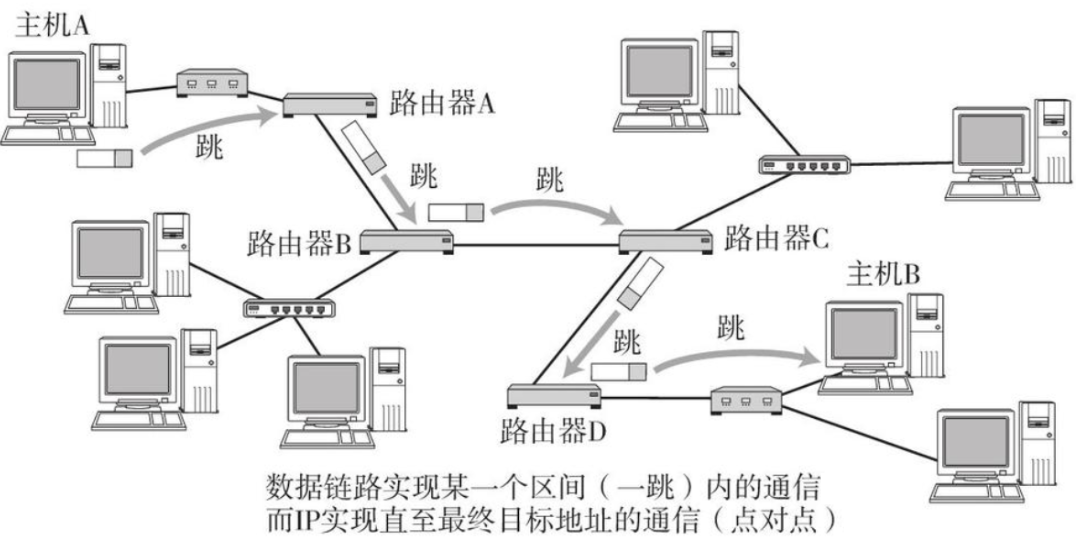 主机A
路由器A
跳
跳
跳
路由器B
路由器C
主机B
跳
跳
路由器D
数据链路实现某一个区间（一跳）内的通信
而IP实现直至最终目标地址的通信（点对点）